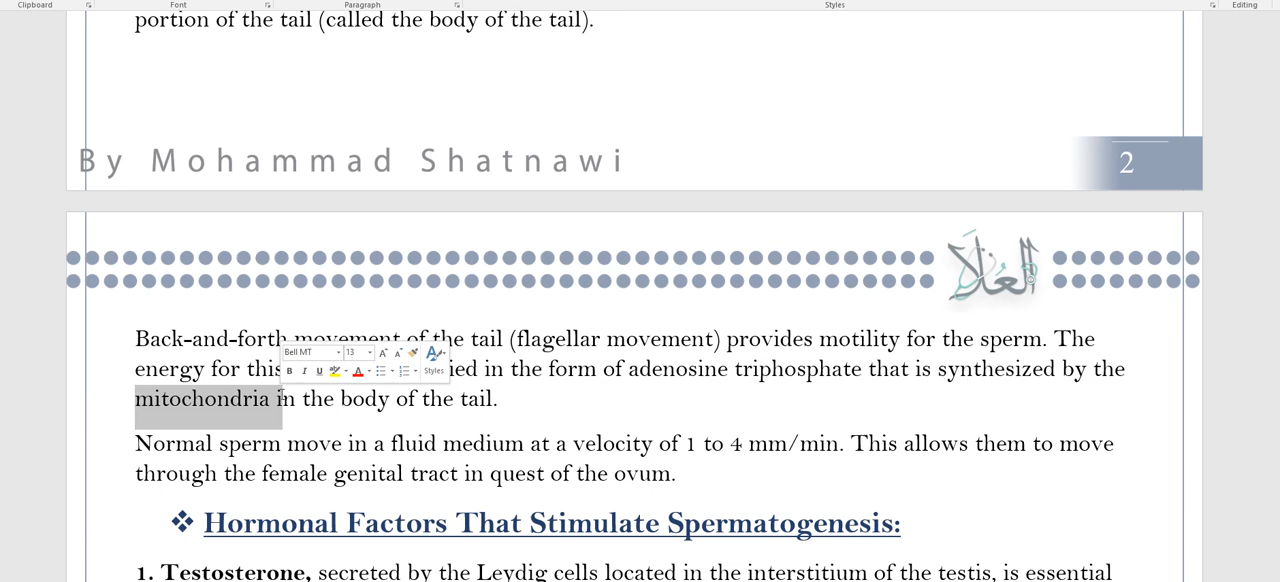 Clipboard Font Paragraph Styles Editing
portion of the tail (called the body of the tail).
By Mohammad Shatnawi
2
العلا
Back-and-forth movement of the tail (flagellar movement) provides motility for the sperm. The
energy for this ied in the form of adenosine triphosphate that is synthesized by the
mitochondria in the body of the tail.
Bell MT 13
B I U ab A Styles
Normal sperm move in a fluid medium at a velocity of 1 to 4 mm/min. This allows them to move
through the female genital tract in quest of the ovum.
❖ Hormonal Factors That Stimulate Spermatogenesis:
1. Testosterone, secreted by the Leydig cells located in the interstitium of the testis, is essential